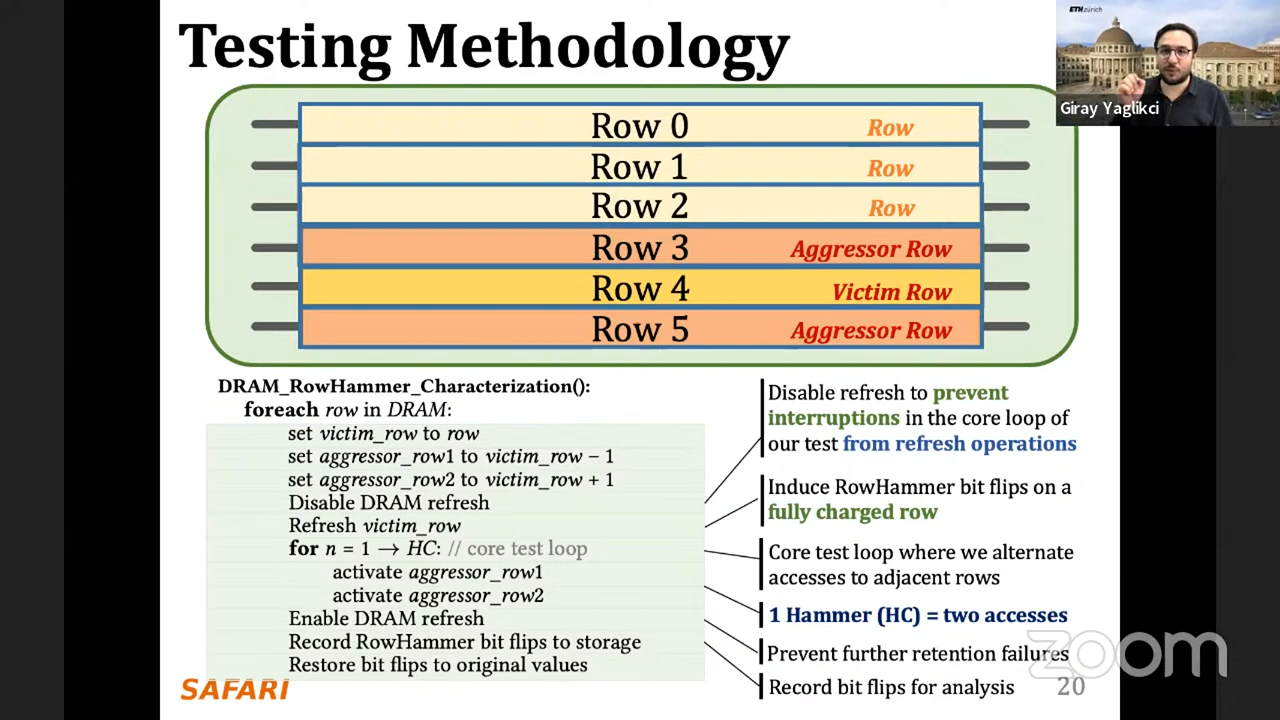 Testing Methodology
ETH zürich
Giray Yaglikci
Row 0 Row
Row 1 Row
Row 2 Row
Row 3 Aggressor Row
Row 4 Victim Row
Row 5 Aggressor Row
DRAM_RowHammer_Characterization():
foreach row in DRAM:
set victim_row to row
set aggressor_row1 to victim_row − 1
set aggressor_row2 to victim_row + 1
Disable DRAM refresh
Refresh victim_row
for n = 1 → HC: // core test loop
activate aggressor_row1
activate aggressor_row2
Enable DRAM refresh
Record RowHammer bit flips to storage
Restore bit flips to original values
Disable refresh to prevent
interruptions in the core loop of
our test from refresh operations
Induce RowHammer bit flips on a
fully charged row
Core test loop where we alternate
accesses to adjacent rows
1 Hammer (HC) = two accesses
Prevent further retention failures
Record bit flips for analysis
SAFARI
20
zoom